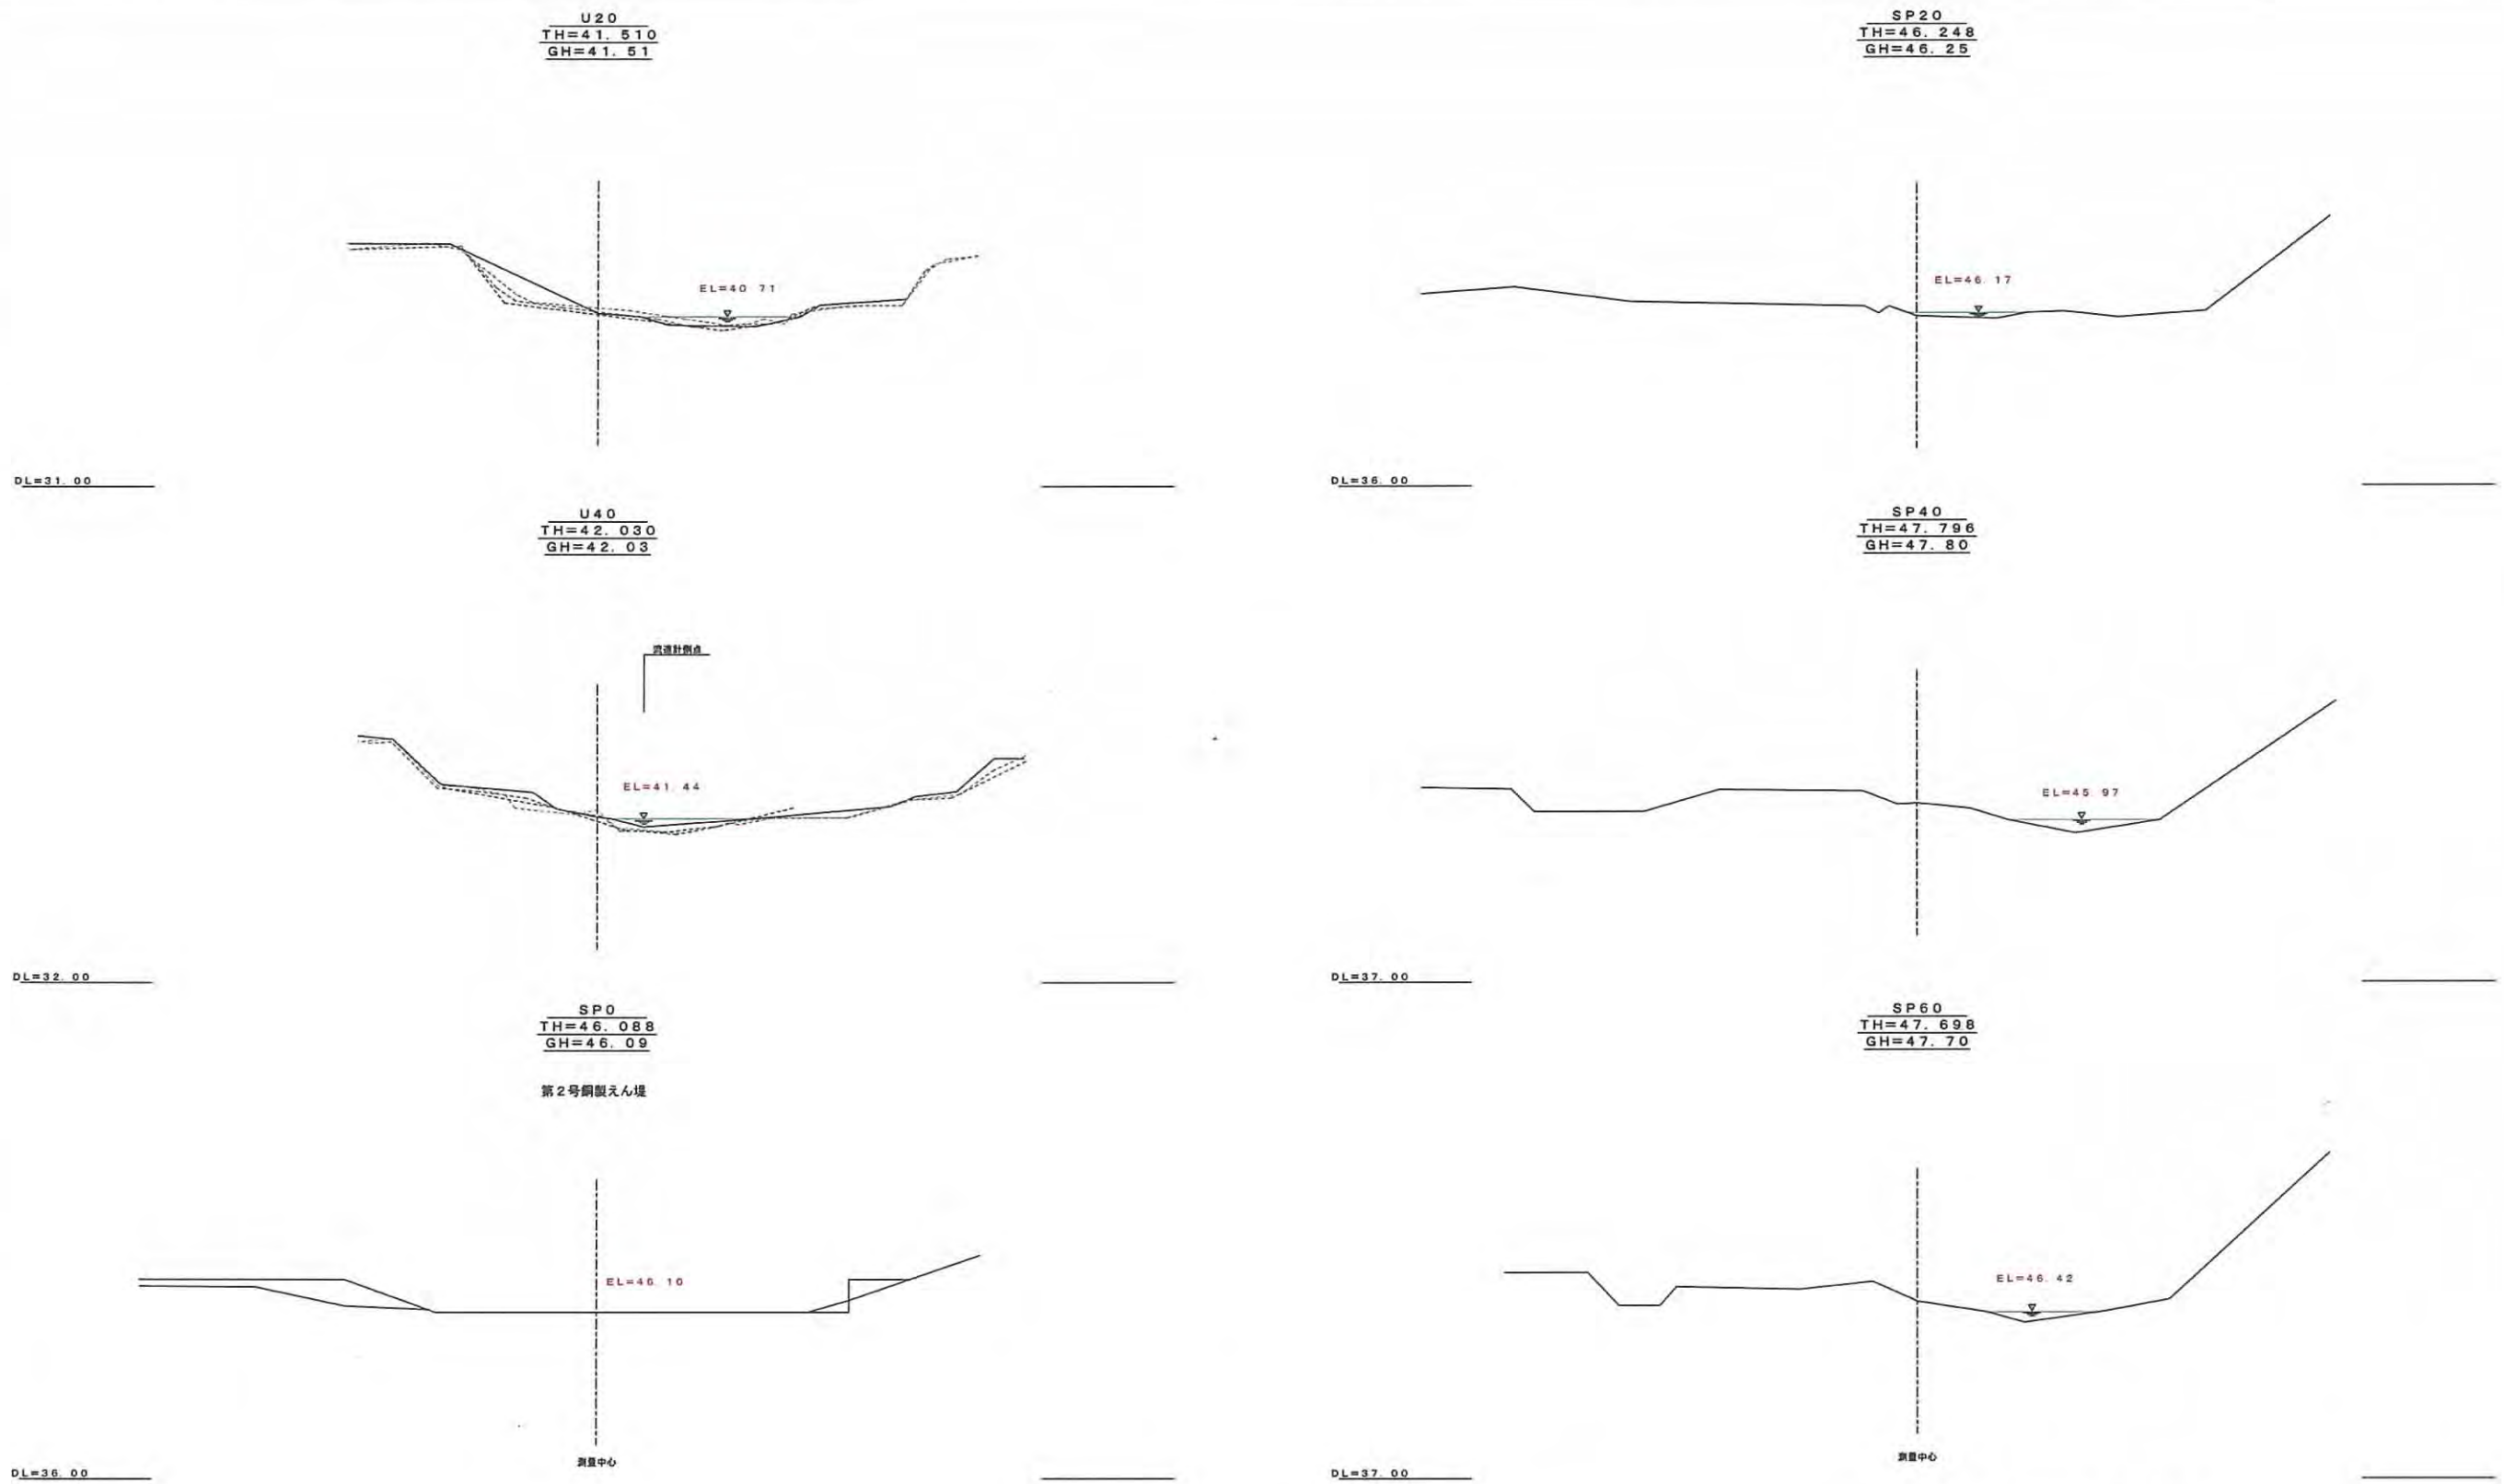 U20
TH=41.510
GH=41.51
EL=40.71
DL=31.00
U40
TH=42.030
GH=42.03
流速計測点
EL=41.44
DL=32.00
SP0
TH=46.088
GH=46.09
第2号鋼製えん堤
EL=46.10
測量中心
DL=36.00
SP20
TH=46.248
GH=46.25
EL=46.17
DL=36.00
SP40
TH=47.796
GH=47.80
EL=45.97
DL=37.00
SP60
TH=47.698
GH=47.70
EL=46.42
測量中心
DL=37.00